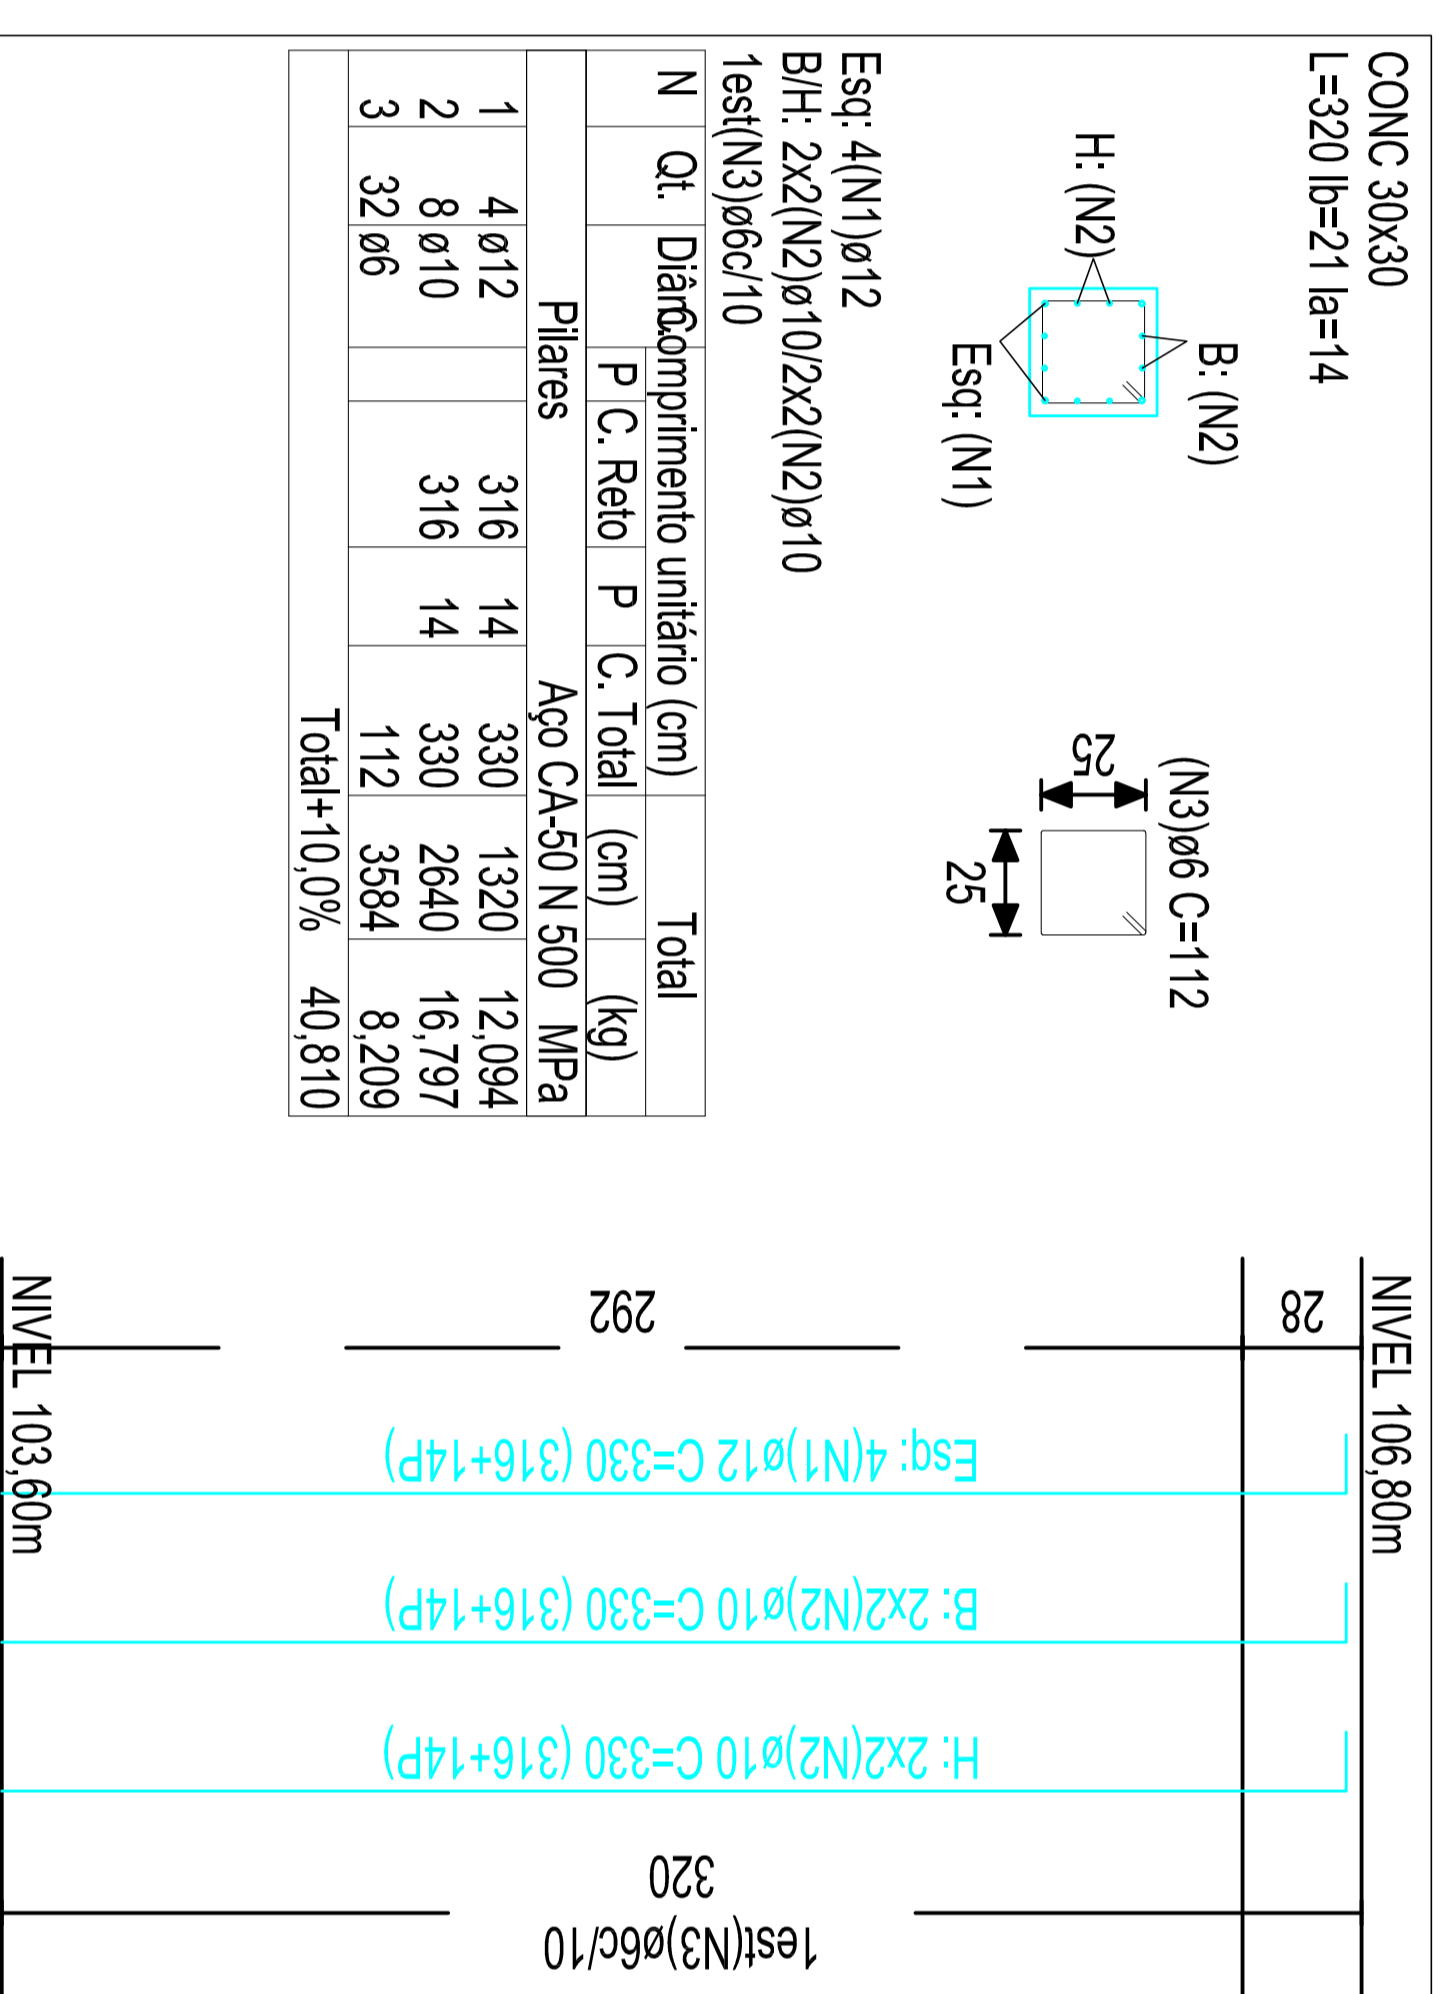 CONC 30x30
L=320 lb=21 la=14
H: (N2)
B: (N2)
Esq: (N1)
(N3)ø6 C=112
25
25
Esq: 4(N1)ø12
B/H: 2x2(N2)ø10/2x2(N2)ø10
1est(N3)ø6c/10
N Qt. Diâm. Comprimento unitário (cm) Total
P C. Reto P C. Total (cm) (kg)
Pilares Aço CA-50 N 500 MPa
1 4 ø12 316 14 330 1320 12,094
2 8 ø10 316 14 330 2640 16,797
3 32 ø6 112 3584 8,209
Total+10,0% 40,810
NIVEL 106,80m
28
292
Esq: 4(N1)ø12 C=330 (316+14P)
B: 2x2(N2)ø10 C=330 (316+14P)
H: 2x2(N2)ø10 C=330 (316+14P)
320
1est(N3)ø6c/10
NIVEL 103,60m